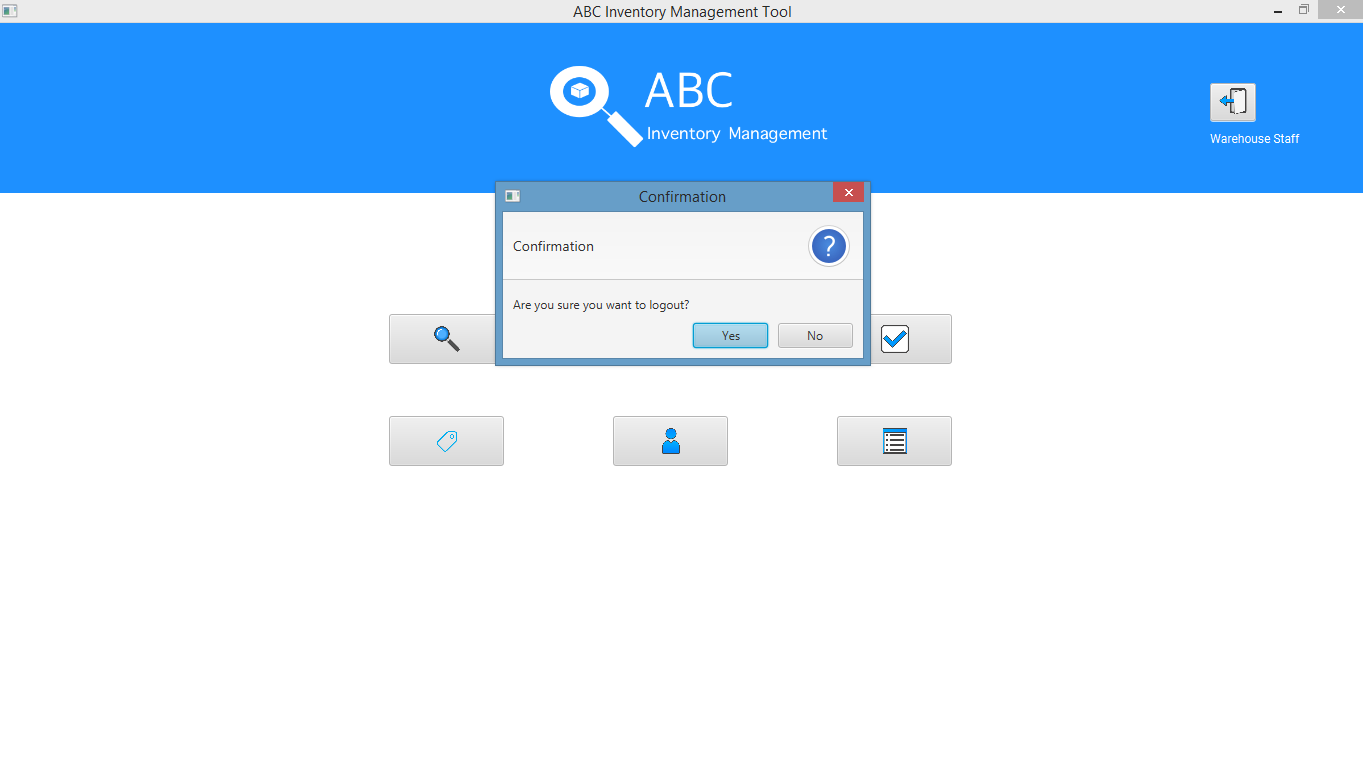 ABC Inventory Management Tool
ABC
Inventory Management
Warehouse Staff
Confirmation
Confirmation
?
Are you sure you want to logout?
Yes
No